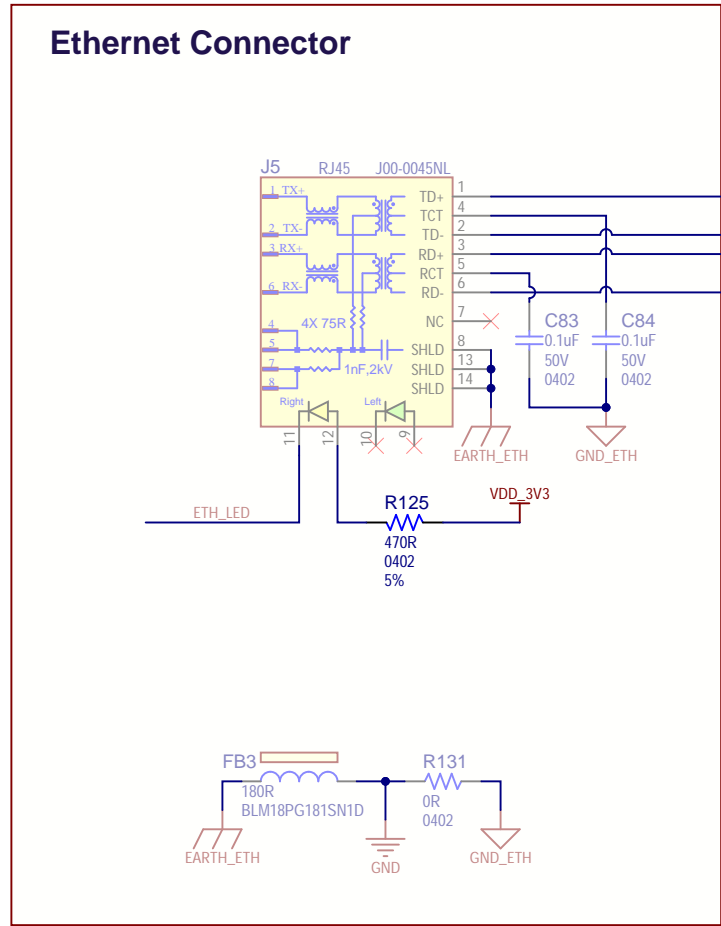 Ethernet Connector
J5 RJ45 J00-0045NL
1 TX+
2 TX-
3 RX+
6 RX-
4
5
7
8
4X 75R
1nF,2kV
TD+ 1
TCT 4
TD- 2
RD+ 3
RCT 5
RD- 6
NC 7
SHLD 8
SHLD 13
SHLD 14
Right
Left
11
12
10
9
C83
0.1uF
50V
0402
C84
0.1uF
50V
0402
EARTH_ETH
GND_ETH
ETH_LED
R125
470R
0402
5%
VDD_3V3
FB3
180R
BLM18PG181SN1D
R131
0R
0402
EARTH_ETH
GND
GND_ETH